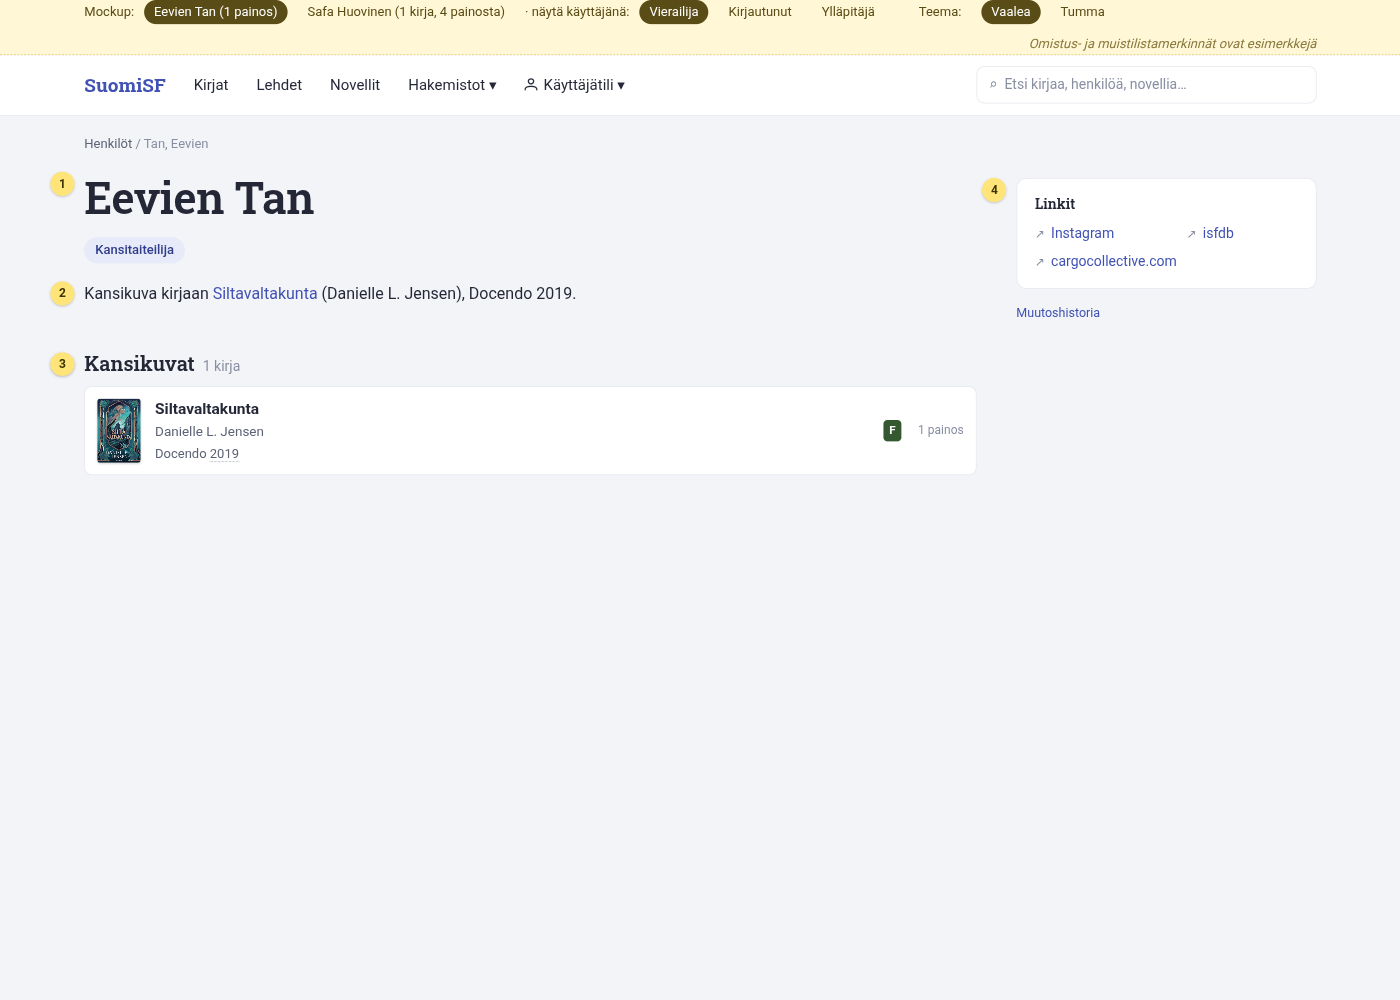 Mockup: Eevien Tan (1 painos) Safa Huovinen (1 kirja, 4 painosta) · näytä käyttäjänä: Vierailija Kirjautunut Ylläpitäjä Teema: Vaalea Tumma
Omistus- ja muistilistamerkinnät ovat esimerkkejä
SuomiSF Kirjat Lehdet Novellit Hakemistot ▾ Käyttäjätili ▾ Etsi kirjaa, henkilöä, novellia…
Henkilöt / Tan, Eevien
1 Eevien Tan
Kansitaiteilija
2 Kansikuva kirjaan Siltavaltakunta (Danielle L. Jensen), Docendo 2019.
3 Kansikuvat 1 kirja
Siltavaltakunta
Danielle L. Jensen
Docendo 2019
F 1 painos
4 Linkit
↗ Instagram ↗ isfdb
↗ cargocollective.com
Muutoshistoria